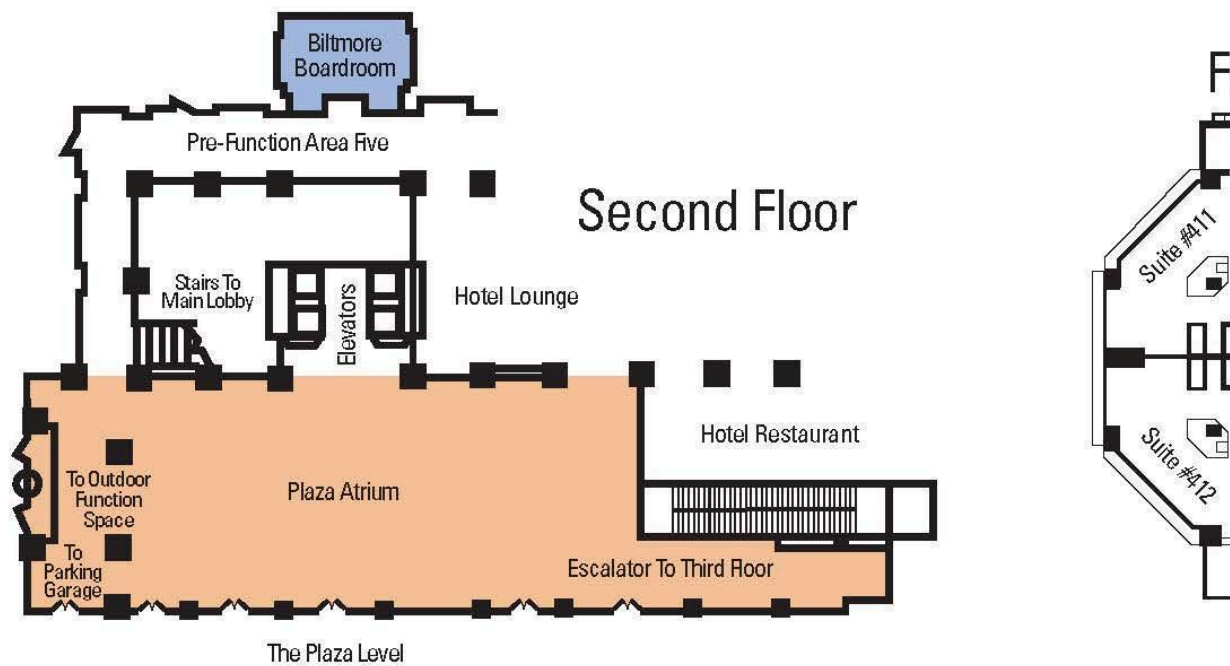 Biltmore
Boardroom
Pre-Function Area Five
Second Floor
Stairs To
Main Lobby
Elevators
Hotel Lounge
Hotel Restaurant
To Outdoor
Function
Space
Plaza Atrium
To
Parking
Garage
Escalator To Third Floor
The Plaza Level
Suite #411
Suite #412